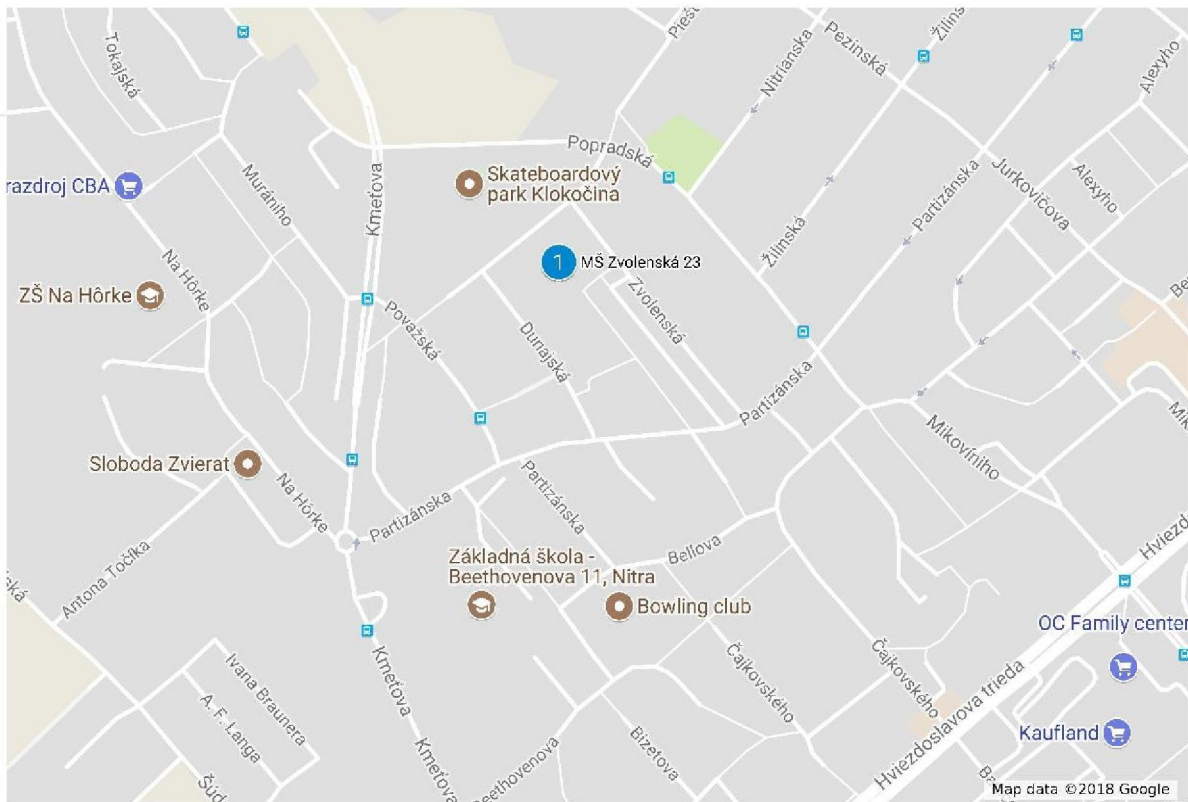 Tokajská
Piešť
Nitrianska
Pezinská
Žilinská
Alexyho
Popradská
Skateboardový
park Klokočina
razdroj CBA
Murániho
Kmeťova
Partizánska
Jurkovičova
Alexyho
Žilinská
1
MŠ Zvolenská 23
Na Hôrke
ZŠ Na Hôrke
Považská
Dunajská
Zvolenská
Partizánska
Mikovíniho
Sloboda Zvierat
Na Hôrke
Partizánska
Partizánska
Bellova
Základná škola -
Beethovenova 11, Nitra
Bowling club
Antona Točíka
Hviezd
OC Family center
Ivana Braunera
A. F. Langa
Kmeťova
Čajkovského
Čajkovského
Hviezdoslavova trieda
Kaufland
Kmeťova
Beethovenova
Bizetova
Map data ©2018 Google